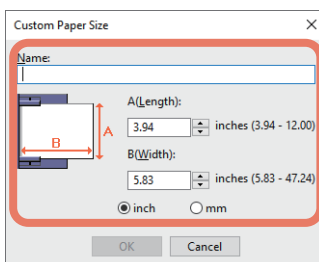 Custom Paper Size
Name:
A(Length):
3.94 inches (3.94 - 12.00)
A
B
B(Width):
5.83 inches (5.83 - 47.24)
inch mm
OK Cancel